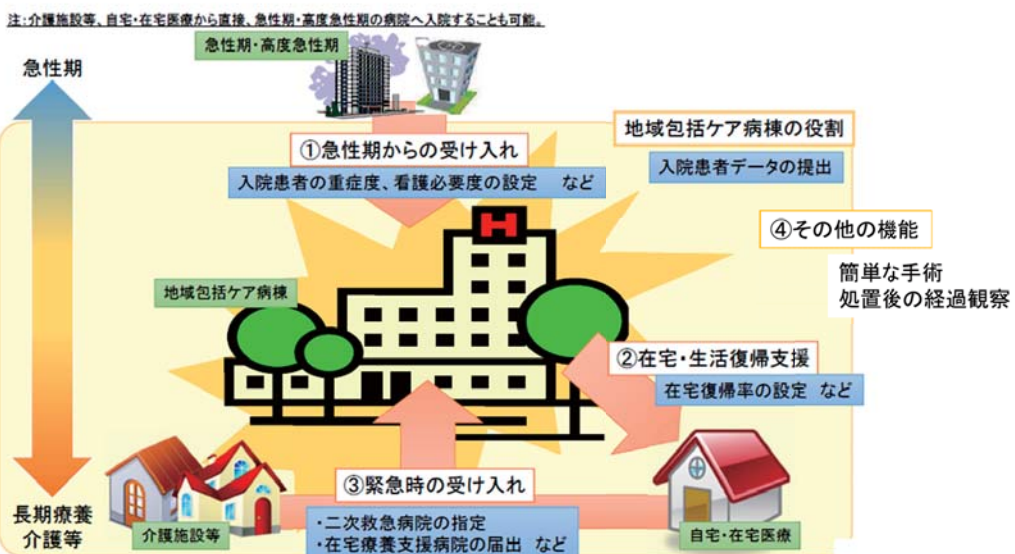 注:介護施設等、自宅・在宅医療から直接、急性期・高度急性期の病院へ入院することも可能。
急性期・高度急性期
急性期
地域包括ケア病棟の役割
入院患者データの提出
①急性期からの受け入れ
入院患者の重症度、看護必要度の設定 など
④その他の機能
簡単な手術
処置後の経過観察
H
地域包括ケア病棟
②在宅・生活復帰支援
在宅復帰率の設定 など
③緊急時の受け入れ
・二次救急病院の指定
・在宅療養支援病院の届出 など
長期療養
介護等
介護施設等
自宅・在宅医療